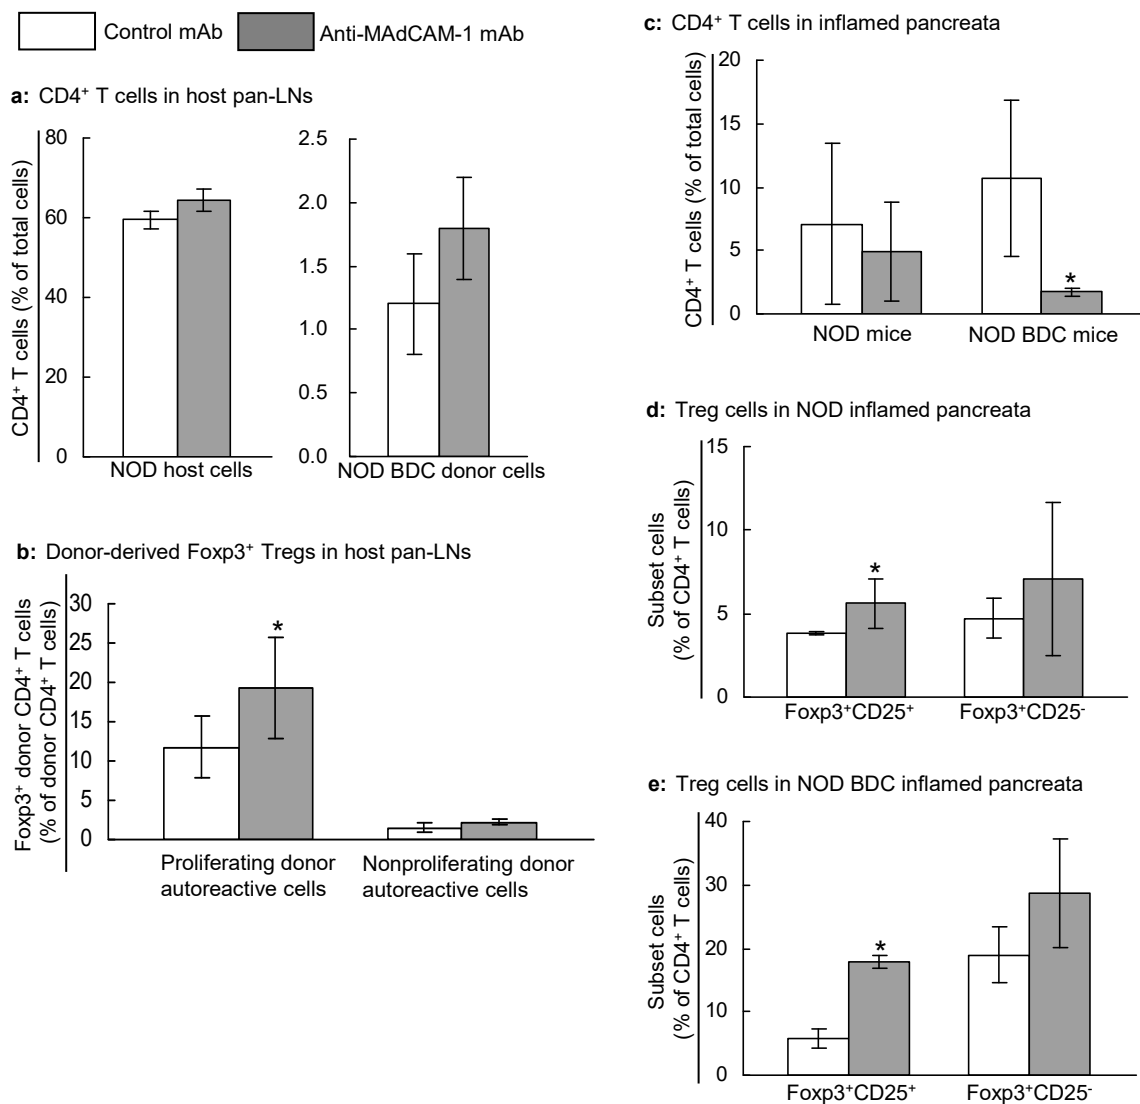 Control mAb
Anti-MAdCAM-1 mAb
a: CD4⁺ T cells in host pan-LNs
CD4⁺ T cells (% of total cells)
80
60
40
20
0
NOD host cells
2.5
2.0
1.5
1.0
0.5
0.0
NOD BDC donor cells
b: Donor-derived Foxp3⁺ Tregs in host pan-LNs
Foxp3⁺ donor CD4⁺ T cells
(% of donor CD4⁺ T cells)
30
25
20
15
10
5
0
*
Proliferating donor
autoreactive cells
Nonproliferating donor
autoreactive cells
c: CD4⁺ T cells in inflamed pancreata
CD4⁺ T cells (% of total cells)
20
15
10
5
0
*
NOD mice
NOD BDC mice
d: Treg cells in NOD inflamed pancreata
Subset cells
(% of CD4⁺ T cells)
15
10
5
0
*
Foxp3⁺CD25⁺
Foxp3⁺CD25⁻
e: Treg cells in NOD BDC inflamed pancreata
Subset cells
(% of CD4⁺ T cells)
40
30
20
10
0
*
Foxp3⁺CD25⁺
Foxp3⁺CD25⁻